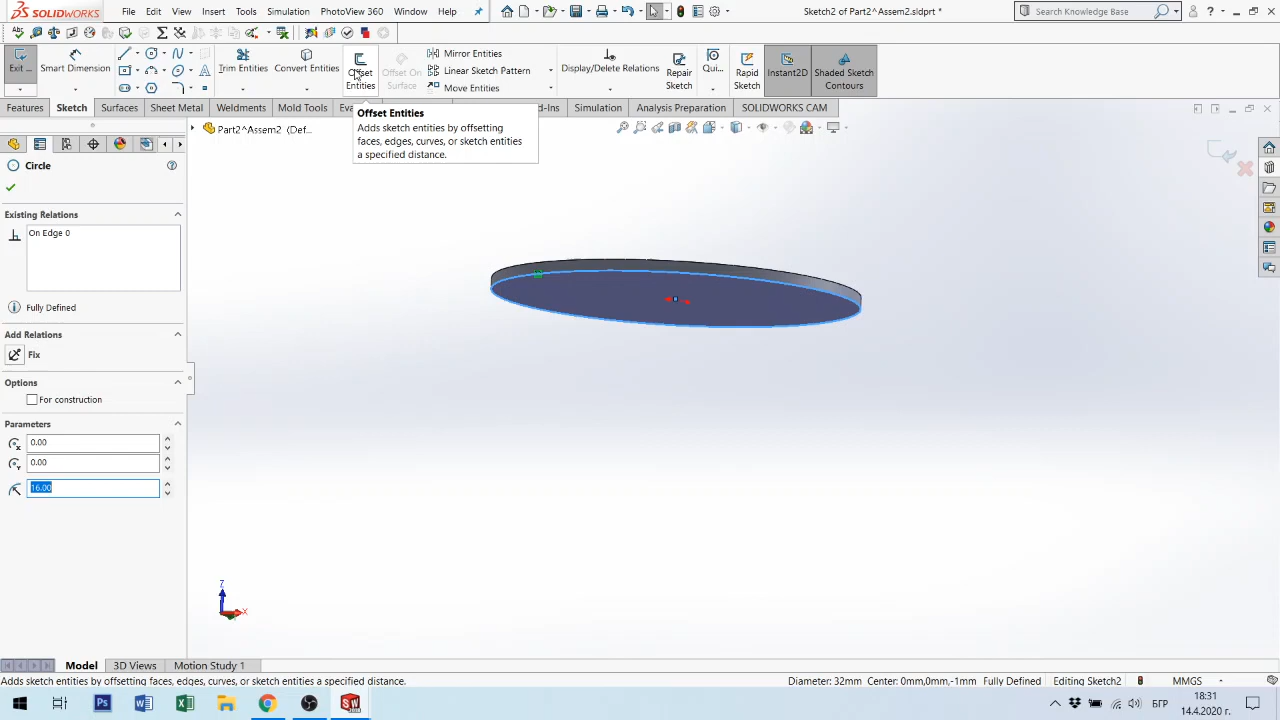 SOLIDWORKS
File Edit View Insert Tools Simulation PhotoView 360 Window Help
Sketch2 of Part2^Assem2.sldprt *
Search Knowledge Base
Exit ...
mart Dimension
Trim Entities
Convert Entities
Offset Entities
Offset On Surface
Mirror Entities
Linear Sketch Pattern
Move Entities
Display/Delete Relations
Repair Sketch
Qui...
Rapid Sketch
Instant2D
Shaded Sketch Contours
Features Sketch Surfaces Sheet Metal Weldments Mold Tools Eva d-Ins Simulation Analysis Preparation SOLIDWORKS CAM
Offset Entities
Adds sketch entities by offsetting
faces, edges, curves, or sketch entities
a specified distance.
Part2^Assem2 (Def...
Circle
Existing Relations
On Edge 0
Fully Defined
Add Relations
Fix
Options
For construction
Parameters
0.00
0.00
16.00
Z
X
Model 3D Views Motion Study 1
Adds sketch entities by offsetting faces, edges, curves, or sketch entities a specified distance.
Diameter: 32mm Center: 0mm,0mm,-1mm Fully Defined Editing Sketch2 MMGS
БГР
18:31
14.4.2020 г.